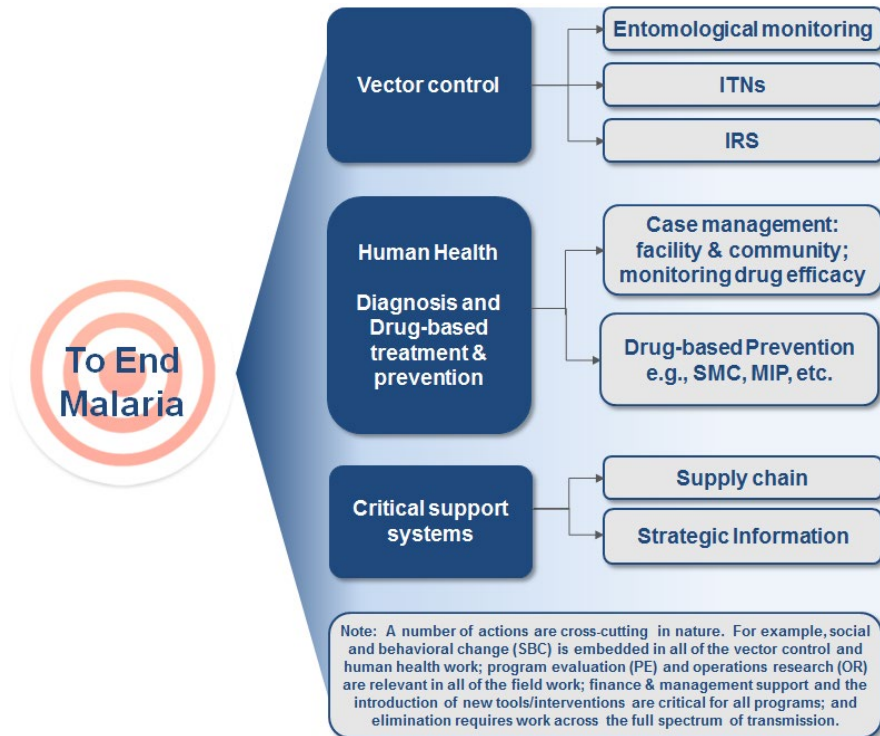 To End
Malaria
Vector control
Entomological monitoring
ITNs
IRS
Human Health
Diagnosis and
Drug-based
treatment &
prevention
Case management:
facility & community;
monitoring drug efficacy
Drug-based Prevention
e.g., SMC, MIP, etc.
Critical support
systems
Supply chain
Strategic Information
Note: A number of actions are cross-cutting in nature. For example, social
and behavioral change (SBC) is embedded in all of the vector control and
human health work; program evaluation (PE) and operations research (OR)
are relevant in all of the field work; finance & management support and the
introduction of new tools/interventions are critical for all programs; and
elimination requires work across the full spectrum of transmission.